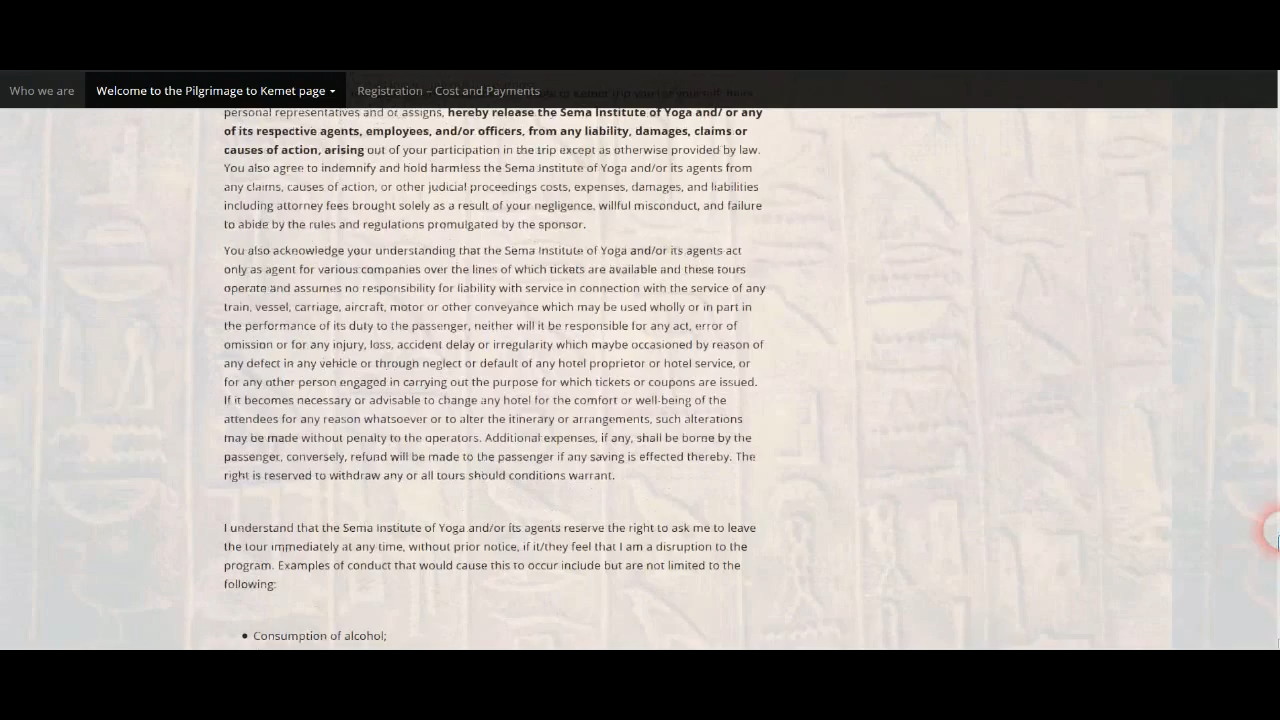 Who we are
Welcome to the Pilgrimage to Kemet page
Registration – Cost and Payments
personal representatives and or assigns, hereby release the Sema Institute of Yoga and/ or any
of its respective agents, employees, and/or officers, from any liability, damages, claims or
causes of action, arising out of your participation in the trip except as otherwise provided by law.
You also agree to indemnify and hold harmless the Sema Institute of Yoga and/or its agents from
any claims, causes of action, or other judicial proceedings costs, expenses, damages, and liabilities
including attorney fees brought solely as a result of your negligence, willful misconduct, and failure
to abide by the rules and regulations promulgated by the sponsor.
You also acknowledge your understanding that the Sema Institute of Yoga and/or its agents act
only as agent for various companies over the lines of which tickets are available and these tours
operate and assumes no responsibility for liability with service in connection with the service of any
train, vessel, carriage, aircraft, motor or other conveyance which may be used wholly or in part in
the performance of its duty to the passenger, neither will it be responsible for any act, error of
omission or for any injury, loss, accident delay or irregularity which maybe occasioned by reason of
any defect in any vehicle or through neglect or default of any hotel proprietor or hotel service, or
for any other person engaged in carrying out the purpose for which tickets or coupons are issued.
If it becomes necessary or advisable to change any hotel for the comfort or well-being of the
attendees for any reason whatsoever or to alter the itinerary or arrangements, such alterations
may be made without penalty to the operators. Additional expenses, if any, shall be borne by the
passenger, conversely, refund will be made to the passenger if any saving is effected thereby. The
right is reserved to withdraw any or all tours should conditions warrant.
I understand that the Sema Institute of Yoga and/or its agents reserve the right to ask me to leave
the tour immediately at any time, without prior notice, if it/they feel that I am a disruption to the
program. Examples of conduct that would cause this to occur include but are not limited to the
following:
● Consumption of alcohol;